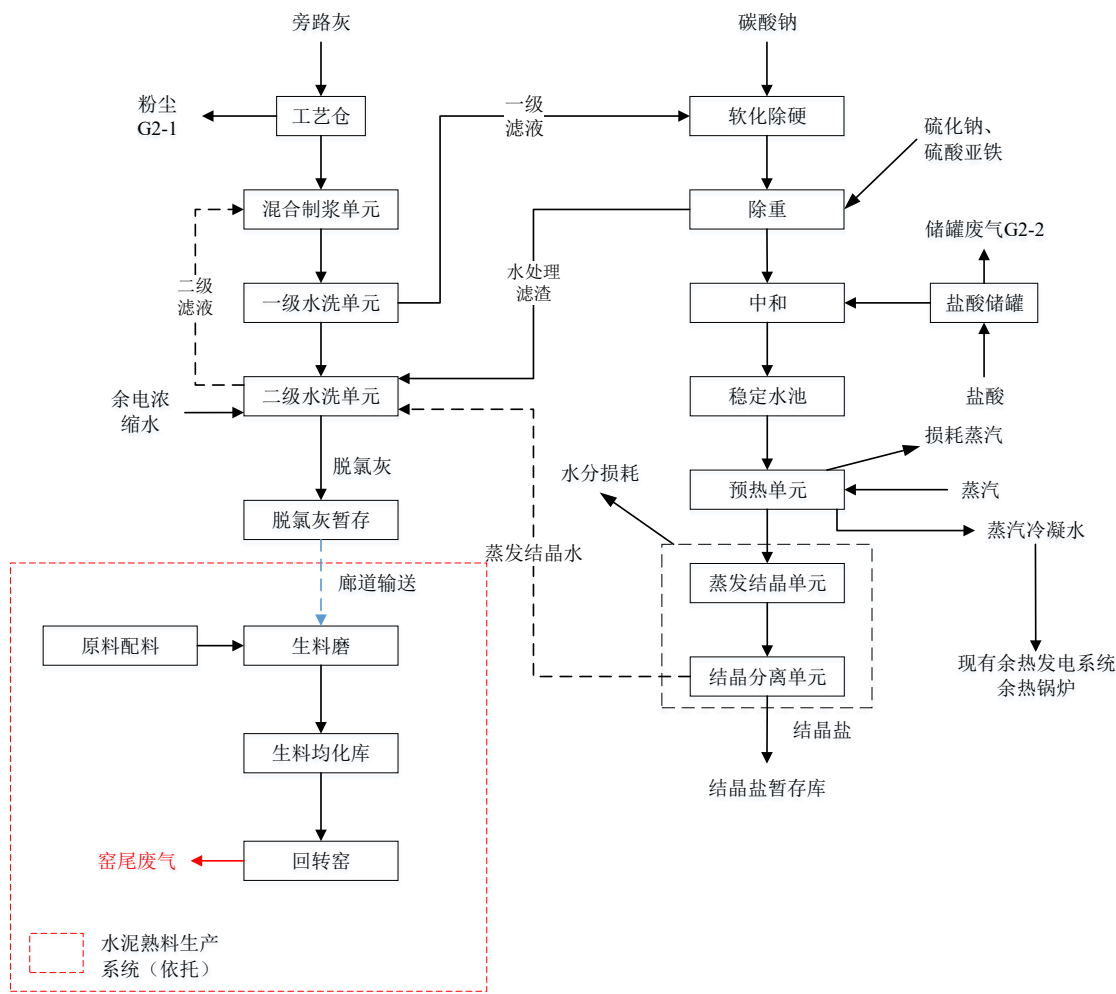 旁路灰
碳酸钠
粉尘
G2-1
工艺仓
一级
滤液
软化除硬
硫化钠、
硫酸亚铁
混合制浆单元
除重
储罐废气G2-2
二级
滤液
水处理
滤渣
一级水洗单元
中和
盐酸储罐
余电浓
缩水
二级水洗单元
稳定水池
盐酸
脱氯灰
水分损耗
损耗蒸汽
预热单元
蒸汽
脱氯灰暂存
蒸汽冷凝水
蒸发结晶水
廊道输送
蒸发结晶单元
原料配料
生料磨
结晶分离单元
现有余热发电系统
余热锅炉
结晶盐
生料均化库
结晶盐暂存库
窑尾废气
回转窑
水泥熟料生产
系统（依托）